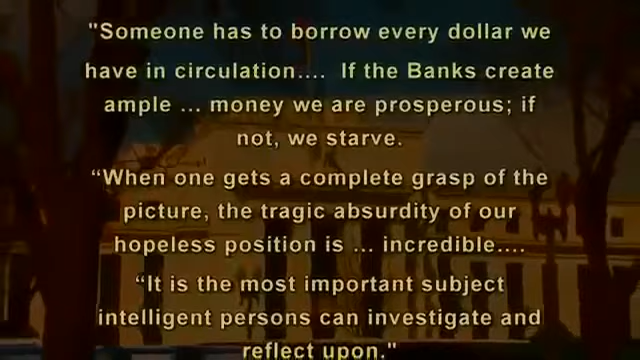 "Someone has to borrow every dollar we
have in circulation.... If the Banks create
ample ... money we are prosperous; if
not, we starve.
“When one gets a complete grasp of the
picture, the tragic absurdity of our
hopeless position is ... incredible....
“It is the most important subject
intelligent persons can investigate and
reflect upon."